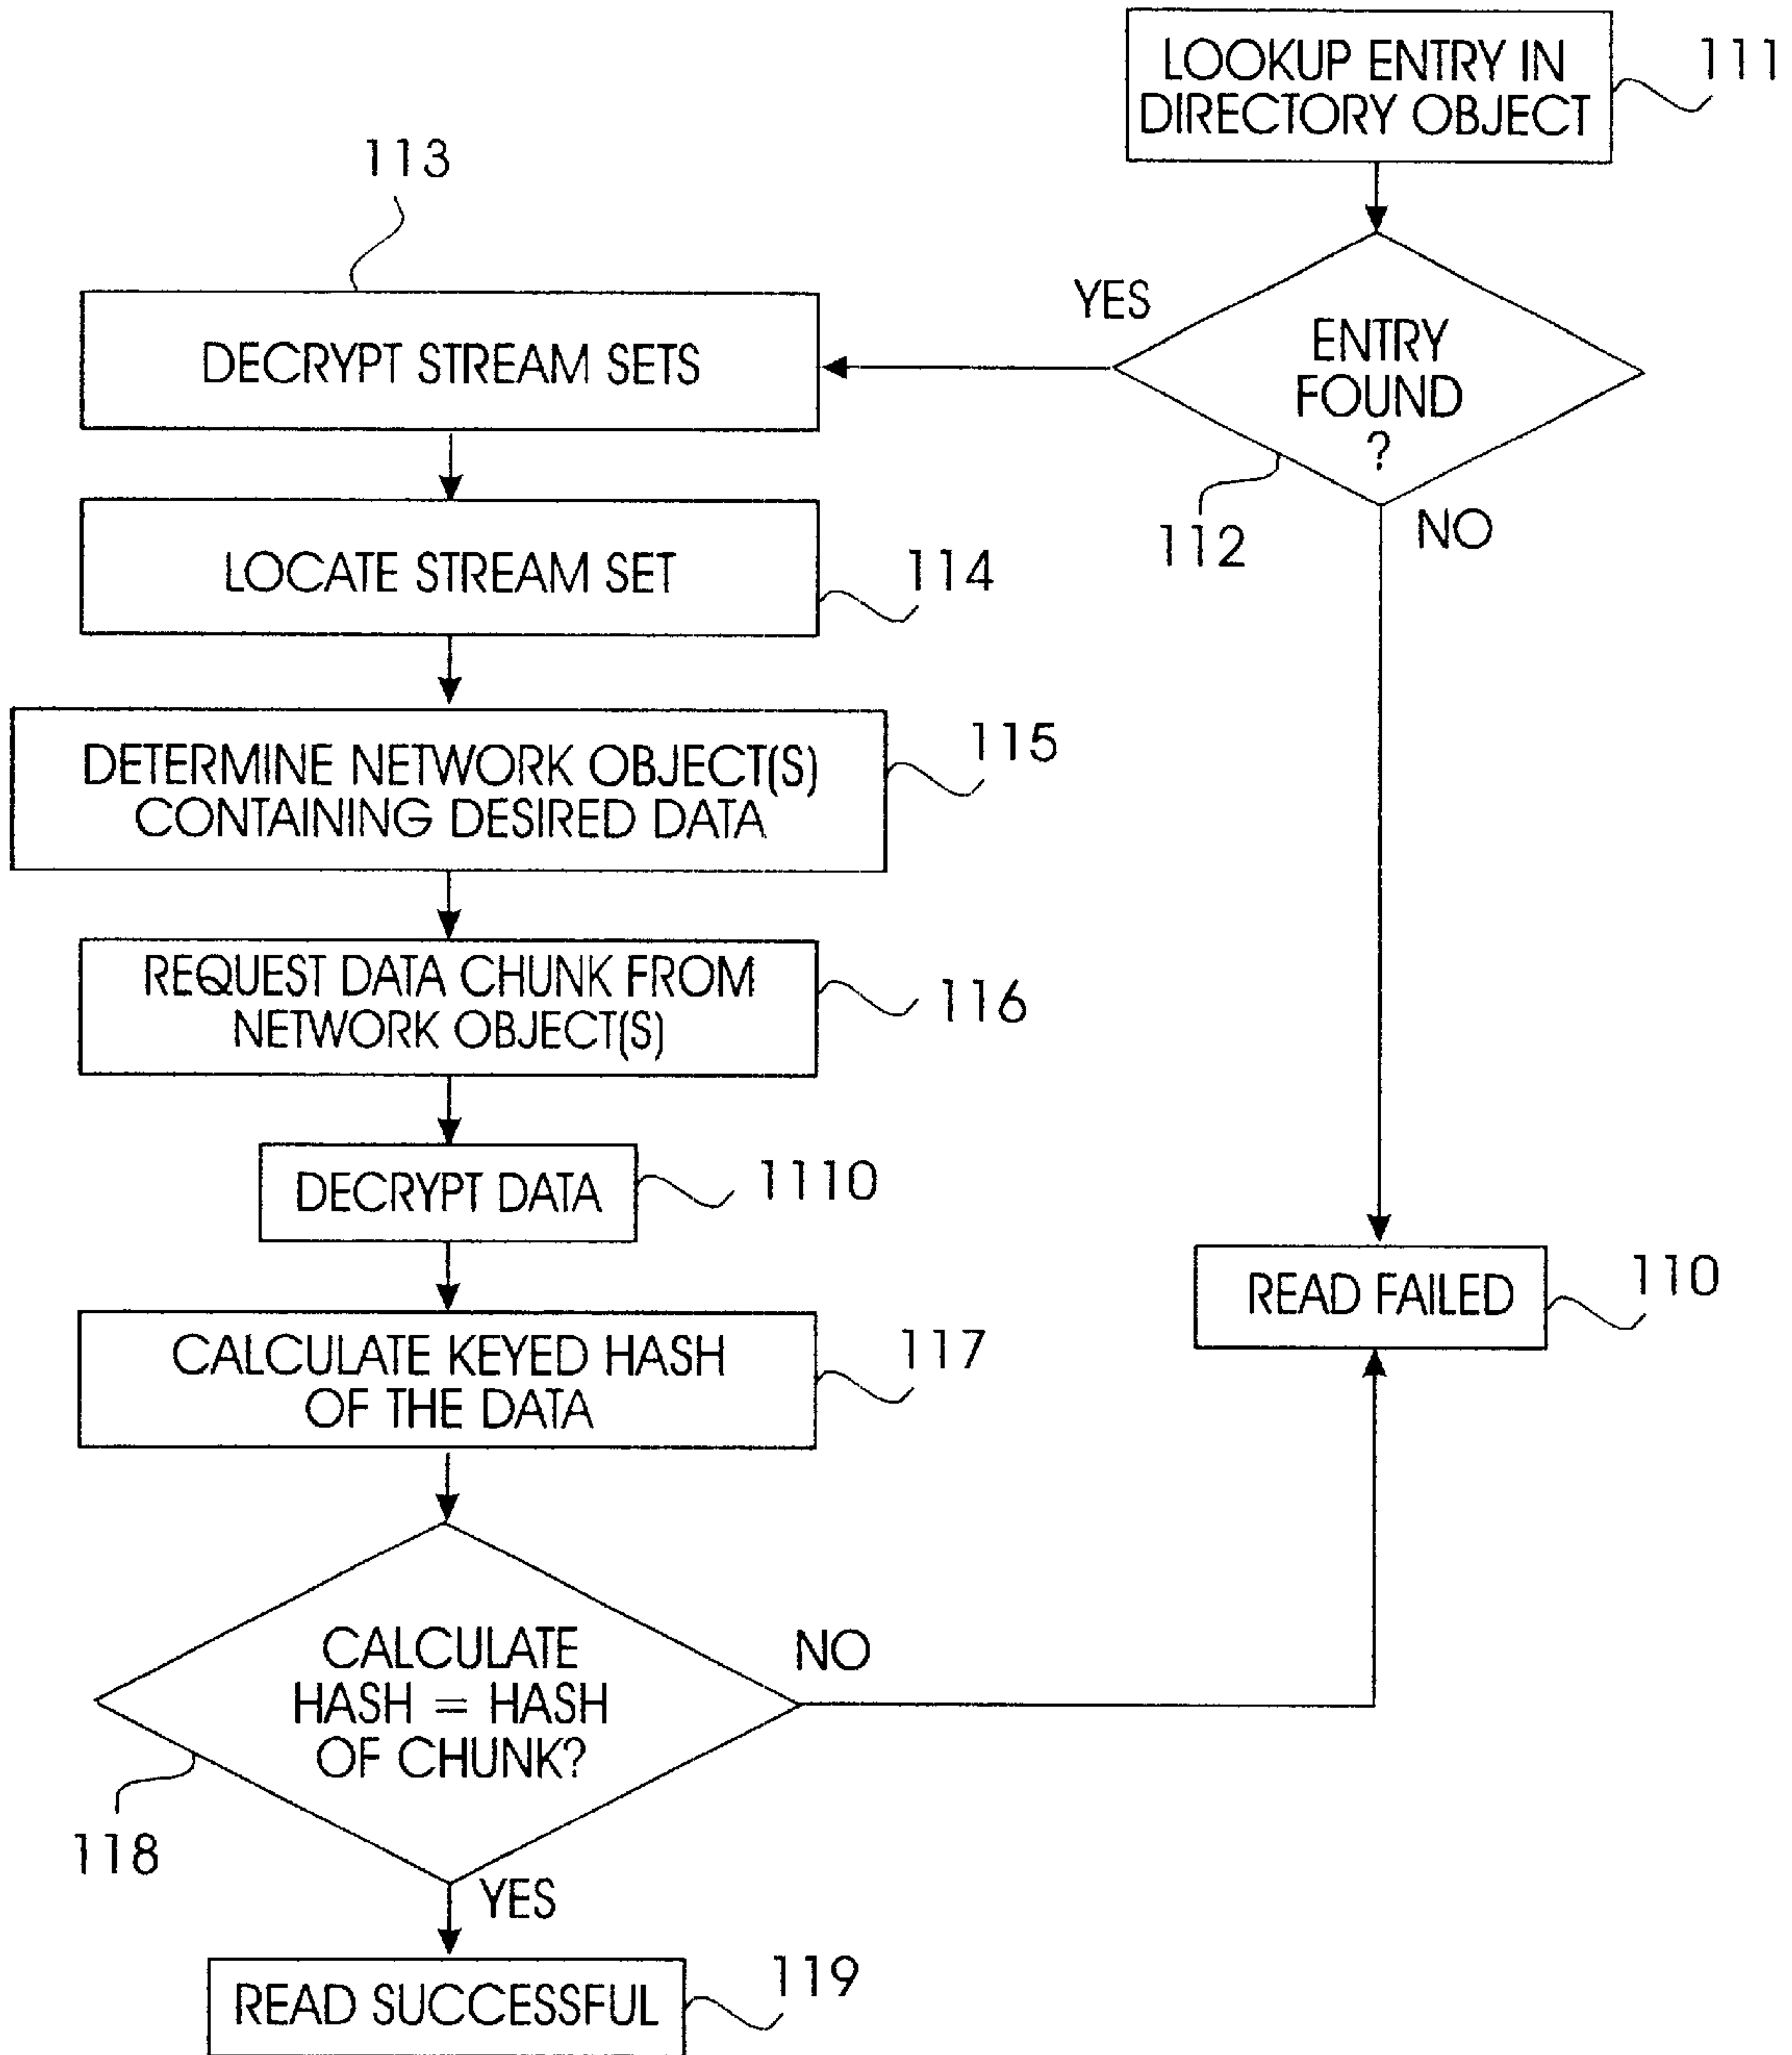 LOOKUP ENTRY IN
DIRECTORY OBJECT
111
113
YES
ENTRY
FOUND
?
112
NO
DECRYPT STREAM SETS
LOCATE STREAM SET
114
DETERMINE NETWORK OBJECT(S)
CONTAINING DESIRED DATA
115
REQUEST DATA CHUNK FROM
NETWORK OBJECT(S)
116
DECRYPT DATA
1110
READ FAILED
110
CALCULATE KEYED HASH
OF THE DATA
117
CALCULATE
HASH = HASH
OF CHUNK?
NO
118
YES
READ SUCCESSFUL
119